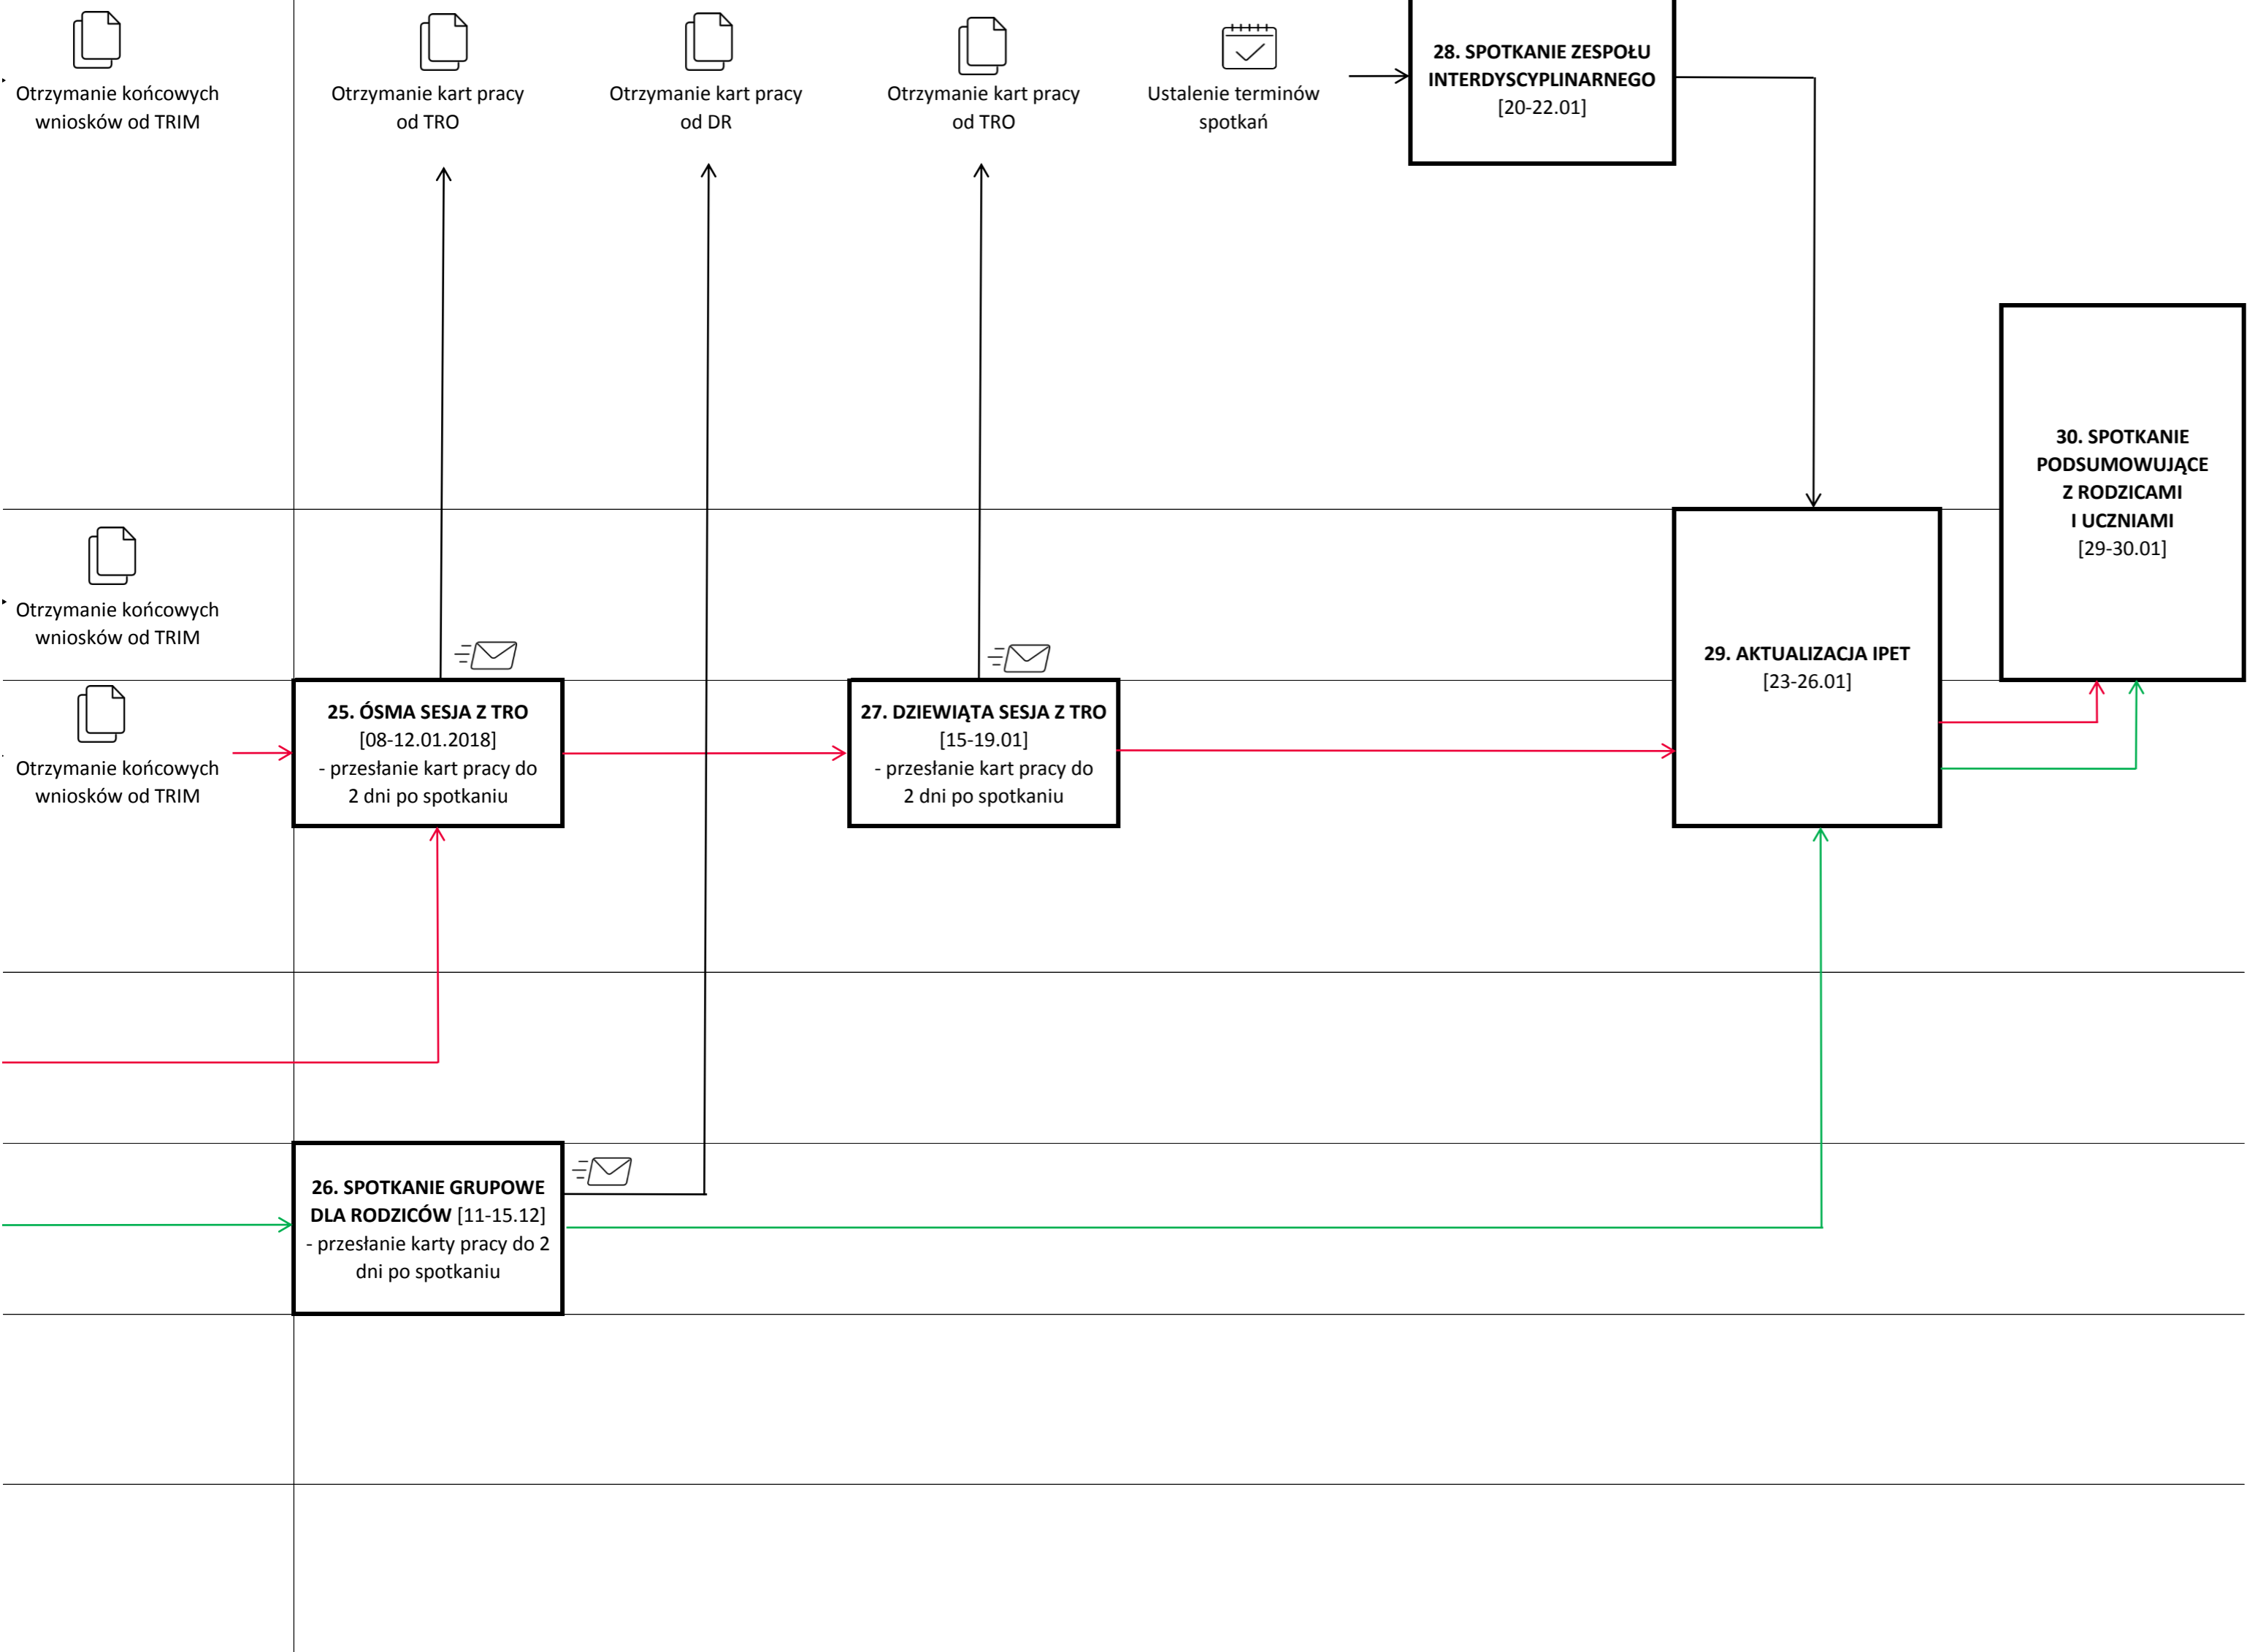 Otrzymanie końcowych
wniosków od TRIM
Otrzymanie kart pracy
od TRO
Otrzymanie kart pracy
od DR
Otrzymanie kart pracy
od TRO
Ustalenie terminów
spotkań
28. SPOTKANIE ZESPOŁU
INTERDYSCYPLINARNEGO
[20-22.01]
30. SPOTKANIE
PODSUMOWUJĄCE
Z RODZICAMI
I UCZNIAMI
[29-30.01]
Otrzymanie końcowych
wniosków od TRIM
29. AKTUALIZACJA IPET
[23-26.01]
Otrzymanie końcowych
wniosków od TRIM
25. ÓSMA SESJA Z TRO
[08-12.01.2018]
- przesłanie kart pracy do
2 dni po spotkaniu
27. DZIEWIĄTA SESJA Z TRO
[15-19.01]
- przesłanie kart pracy do
2 dni po spotkaniu
26. SPOTKANIE GRUPOWE
DLA RODZICÓW [11-15.12]
- przesłanie karty pracy do 2
dni po spotkaniu